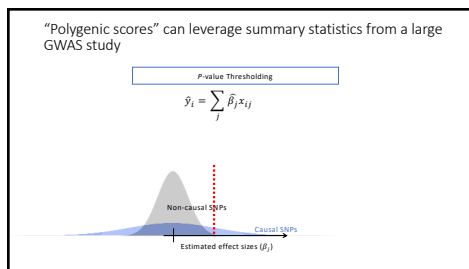 “Polygenic scores” can leverage summary statistics from a large
GWAS study
P-value Thresholding
ŷᵢ = ∑ⱼ β̂ⱼxᵢⱼ
Non-causal SNPs
Causal SNPs
Estimated effect sizes (βⱼ)